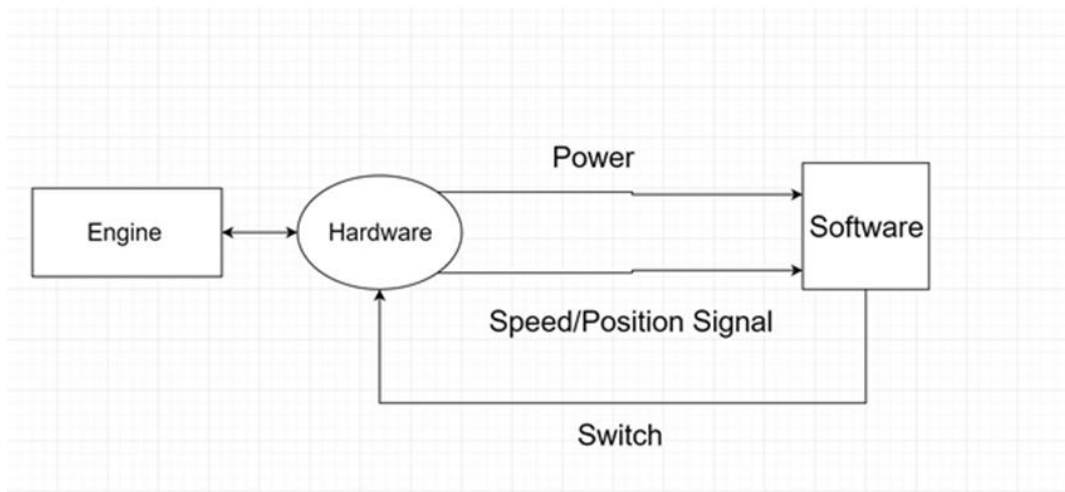 Power
Engine
Hardware
Software
Speed/Position Signal
Switch